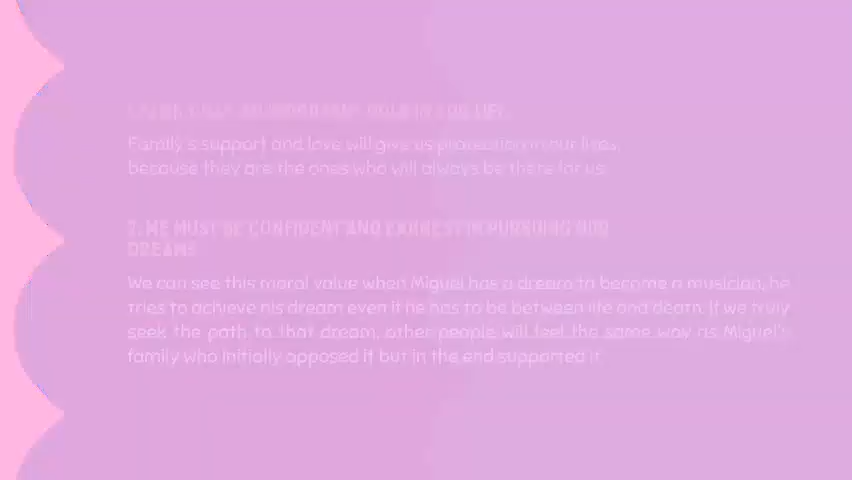 Family's support and love will give us protection in our lives,
because they are the ones who will always be there for us.
2. WE MUST BE CONFIDENT AND EARNEST IN PURSUING OUR
DREAMS
We can see this moral value when Miguel has a dream to become a musician, he
tries to achieve his dream even if he has to be between life and death. If we truly
seek the path to that dream, other people will feel the same way as Miguel's
family who initially opposed it but in the end supported it.